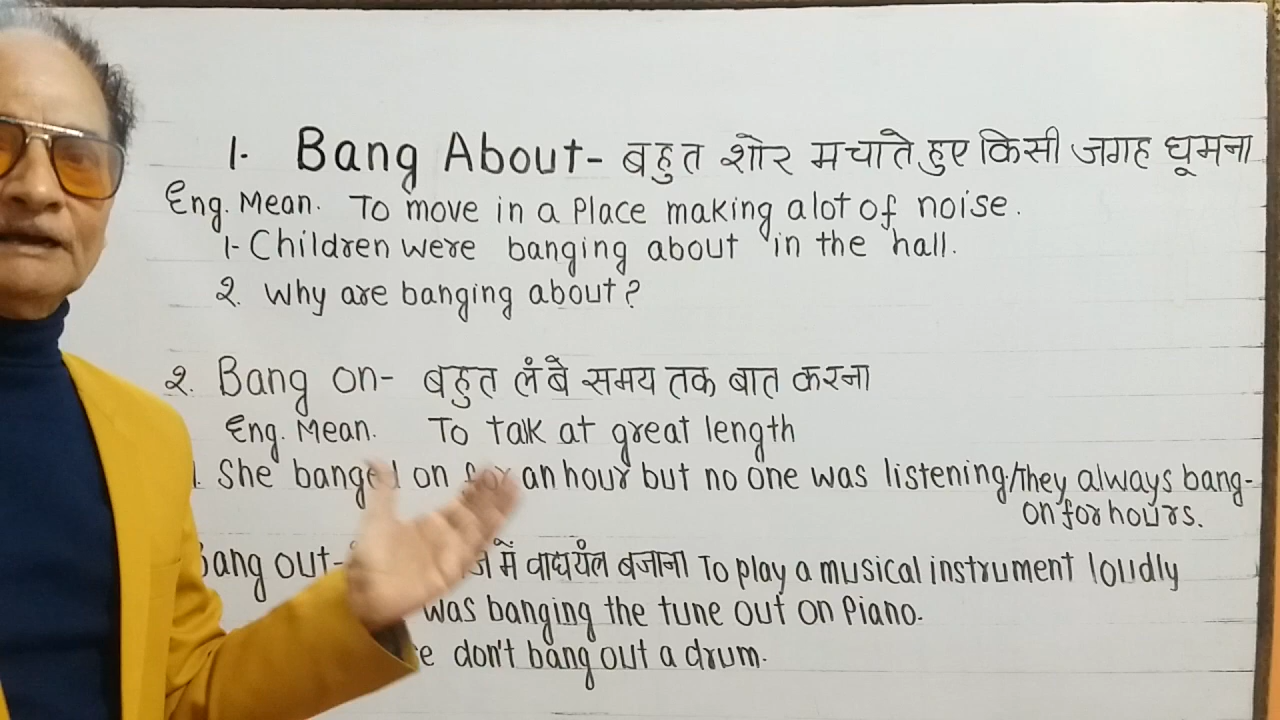 1. Bang About- बहुत शोर मचाते हुए किसी जगह घूमना
Eng. Mean. To move in a Place making a lot of noise.
1- Children were banging about in the hall.
2. Why are banging about?
2. Bang on- बहुत लंबे समय तक बात करना
Eng. Mean. To talk at great length
1. She banged on for an hour but no one was listening./They always bang-
on for hours.
Bang out- में वाद्ययंत्र बजाना To play a musical instrument loudly
was banging the tune out on Piano.
don't bang out a drum.